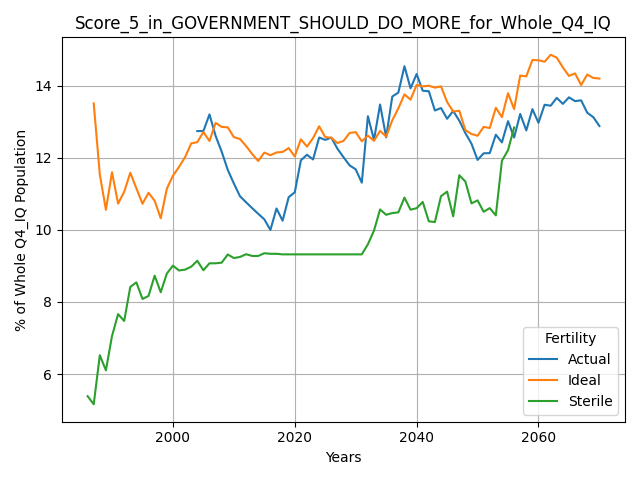 Score_5_in_GOVERNMENT_SHOULD_DO_MORE_for_Whole_Q4_IQ
% of Whole Q4_IQ Population
14
12
10
8
6
2000
2020
2040
2060
Years
Fertility
Actual
Ideal
Sterile